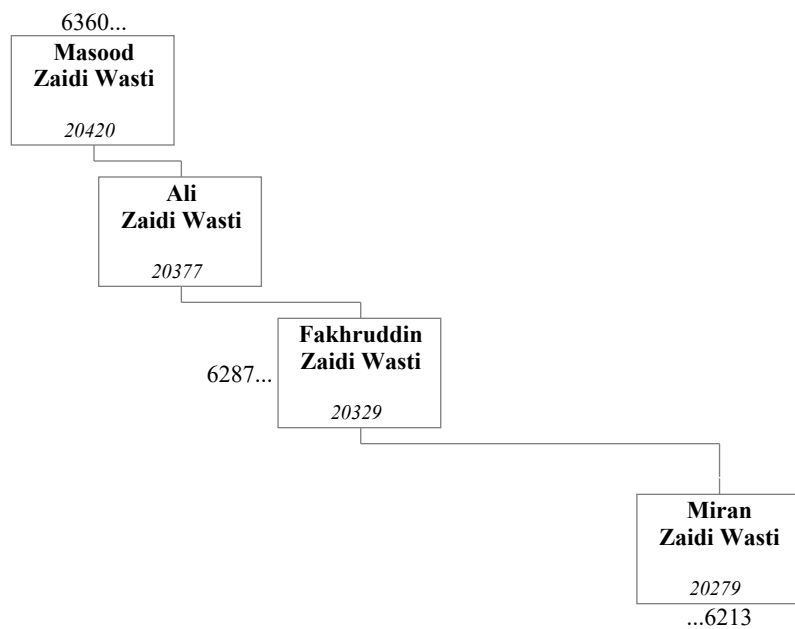 6360...
Masood
Zaidi Wasti
20420
Ali
Zaidi Wasti
20377
Fakhruddin
Zaidi Wasti
6287...
20329
Miran
Zaidi Wasti
20279
...6213